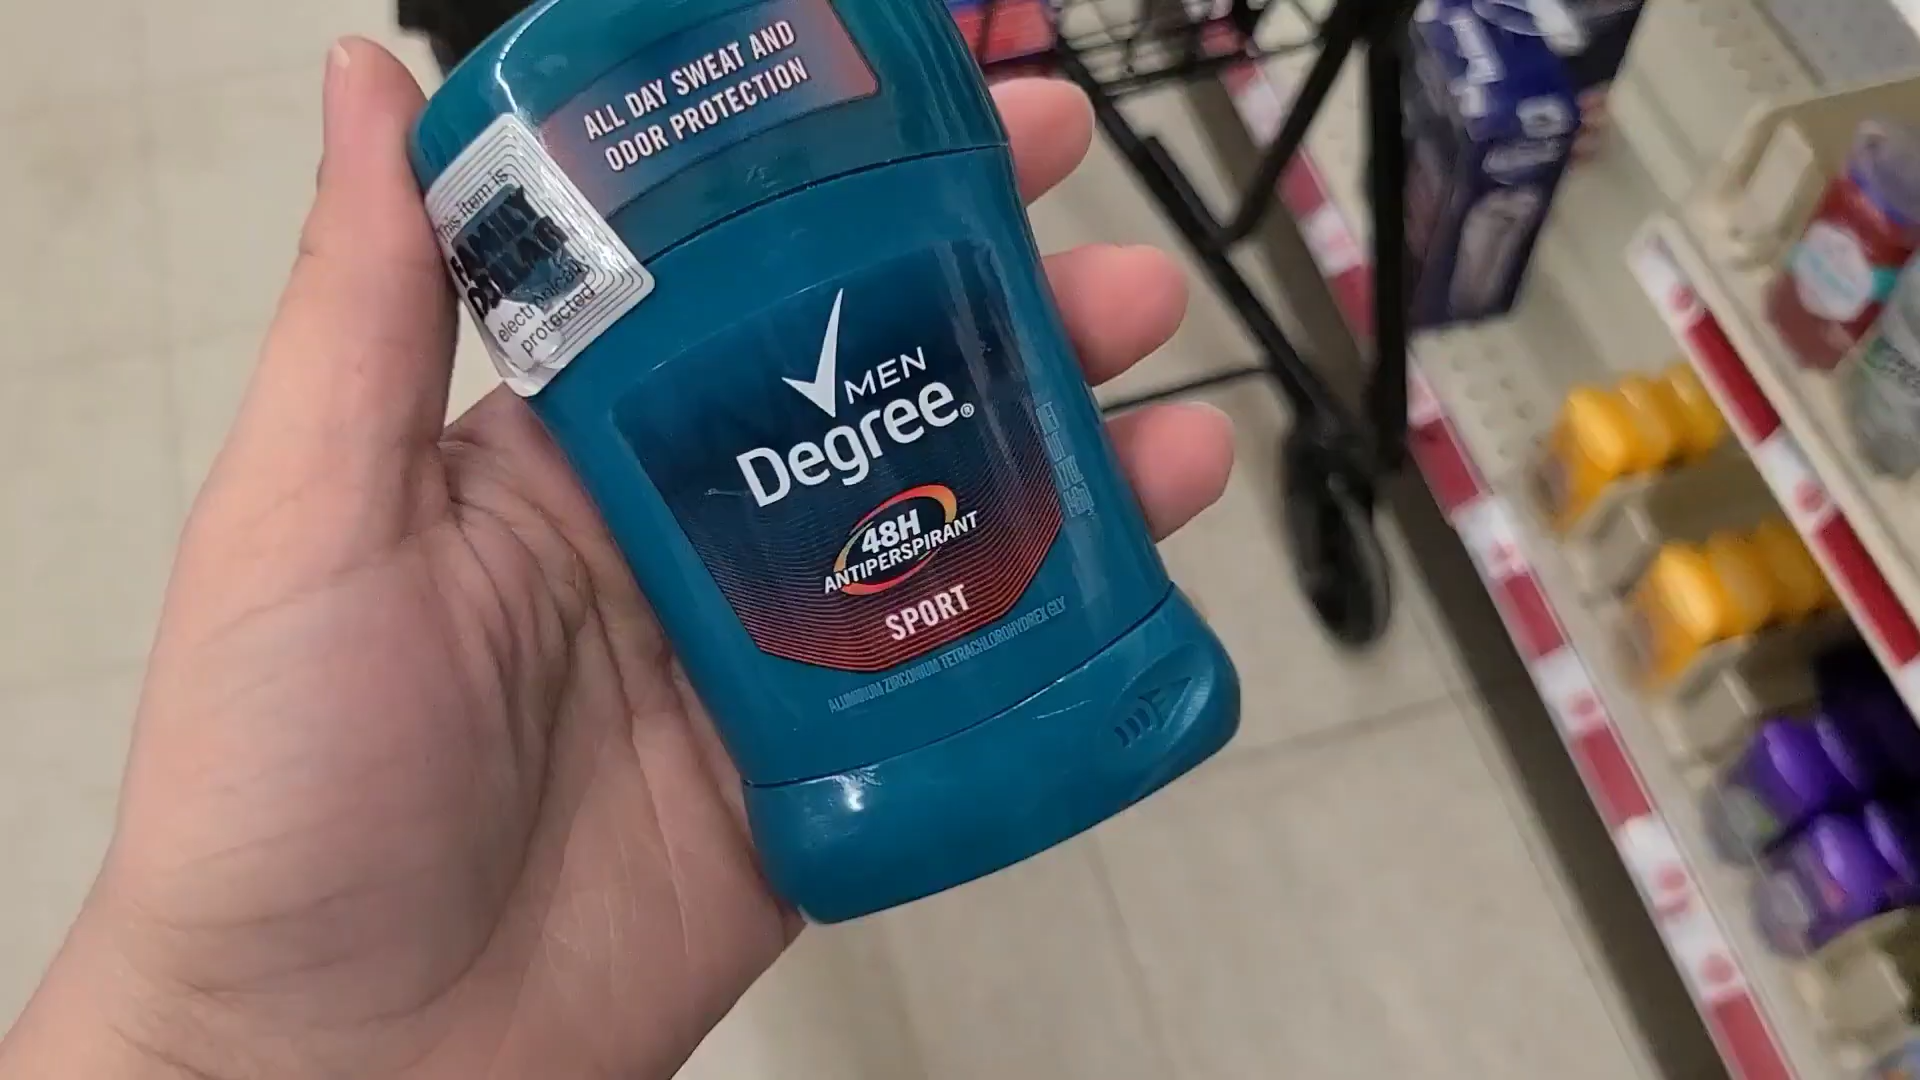 ALL DAY SWEAT AND
ODOR PROTECTION
This item is
FAMILY
DOLLAR
electronically
protected
MEN
Degree®
48H
ANTIPERSPIRANT
SPORT
ALUMINUM ZIRCONIUM TETRACHLOROHYDREX GLY